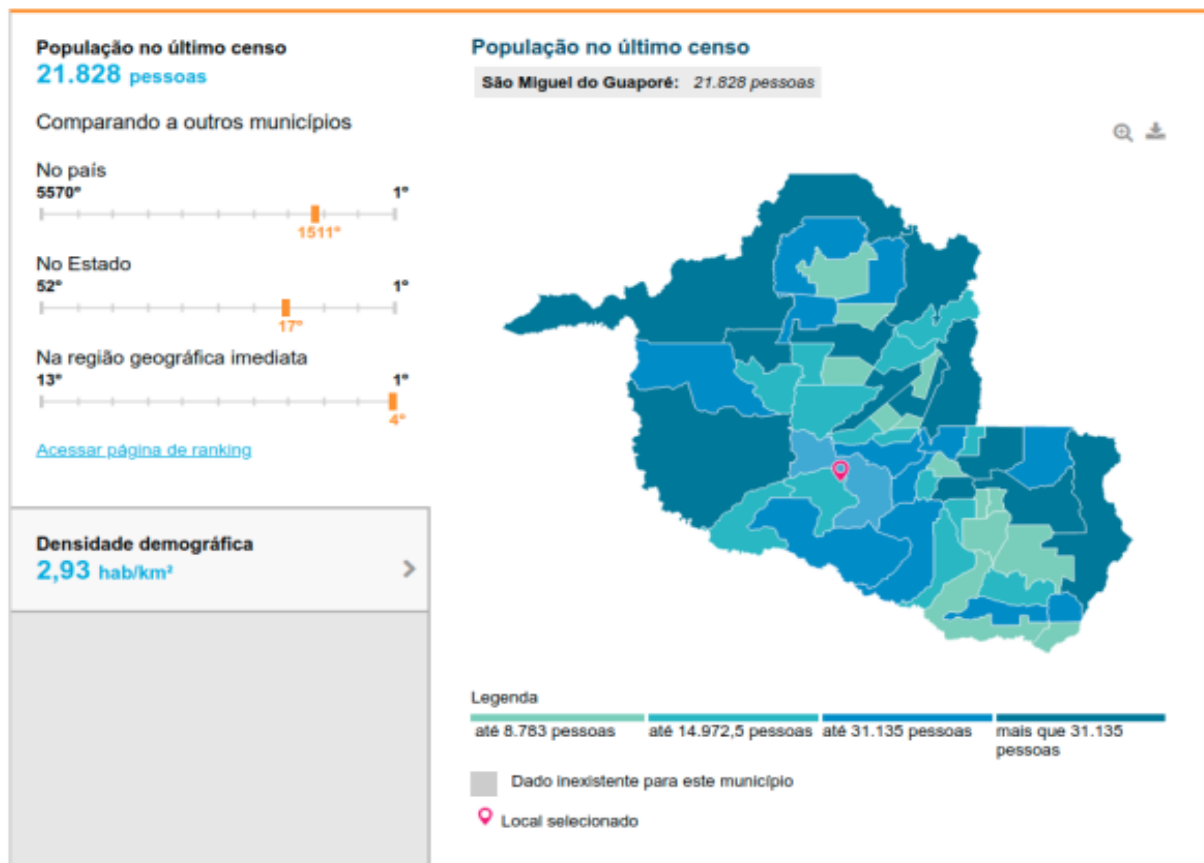 População no último censo
21.828 pessoas
Comparando a outros municípios
No país
5570º 1º
1511º
No Estado
52º 1º
17º
Na região geográfica imediata
13º 1º
4º
Acessar página de ranking
Densidade demográfica
2,93 hab/km²
População no último censo
São Miguel do Guaporé: 21.828 pessoas
Legenda
até 8.783 pessoas
até 14.972,5 pessoas
até 31.135 pessoas
mais que 31.135
pessoas
Dado inexistente para este município
Local selecionado